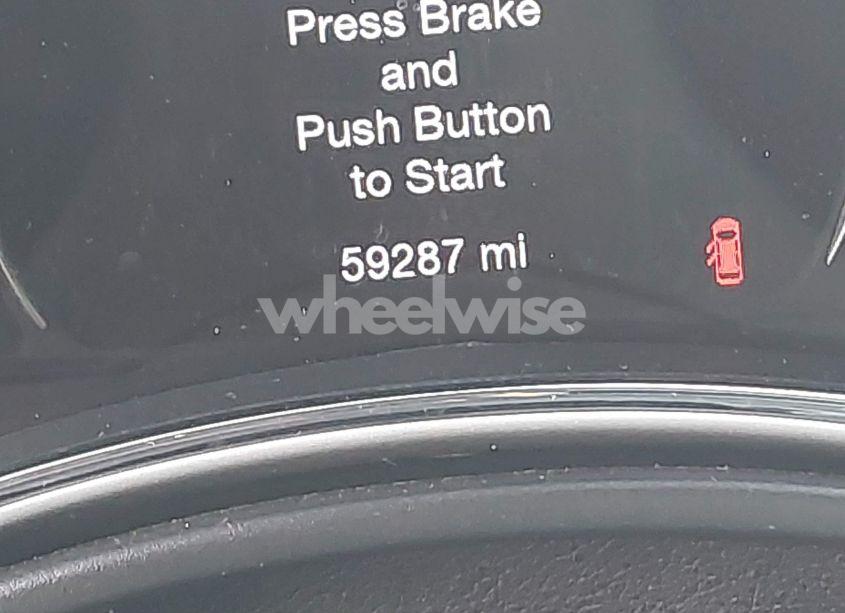 Press Brake
and
Push Button
to Start
59287 mi
wheelwise